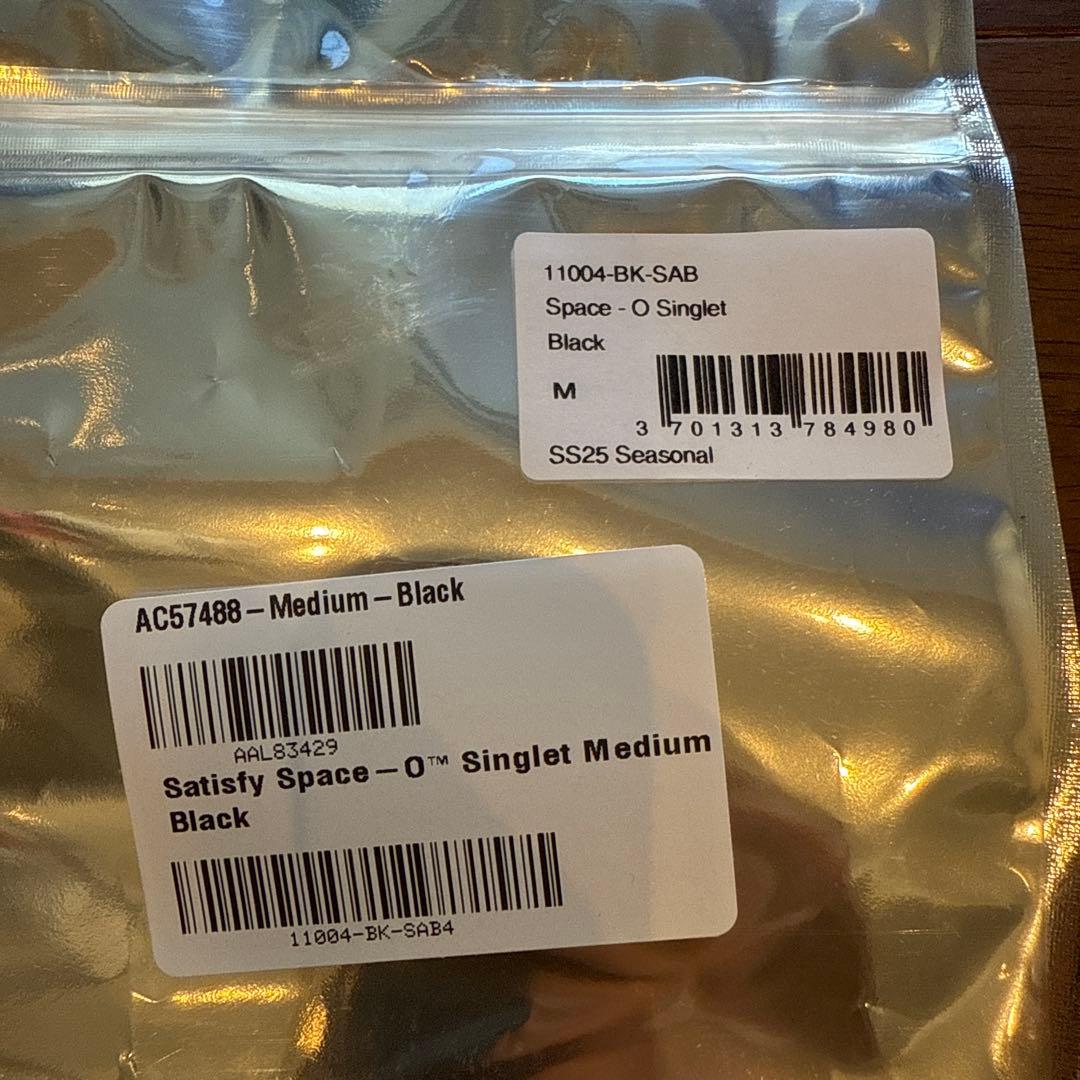 11004-BK-SAB
Space - O Singlet
Black
M
3 701313 784980
SS25 Seasonal
AC57488 – Medium – Black
AAL83429
Satisfy Space – O™ Singlet Medium
Black
11004-BK-SAB4